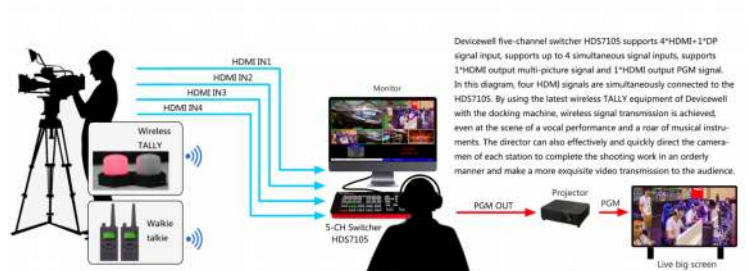 Devicewell five-channel switcher HDS7105 supports 4*HDMI+1*DP
signal input, supports up to 4 simultaneous signal inputs, supports
1*HDMI output multi-picture signal and 1*HDMI output PGM signal.
In this diagram, four HDMI signals are simultaneously connected to the
HDS7105. By using the latest wireless TALLY equipment of Devicewell
with the docking machine, wireless signal transmission is achieved,
even at the scene of a vocal performance and a roar of musical instru-
ments. The director can also effectively and quickly direct the camera-
men of each station to complete the shooting work in an orderly
manner and make a more exquisite video transmission to the audience.
HDMI IN1
HDMI IN2
HDMI IN3
HDMI IN4
Monitor
Wireless
TALLY
Walkie
talkie
5-CH Switcher
HDS7105
PGM OUT
Projector
PGM
Live big screen